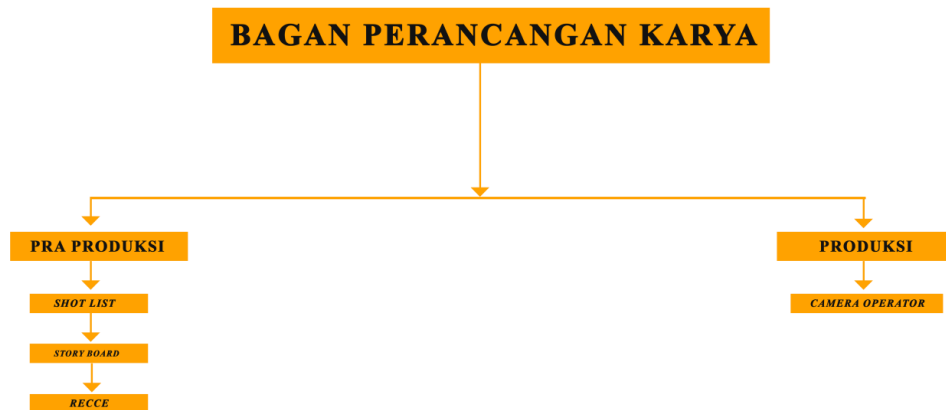 BAGAN PERANCANGAN KARYA
PRA PRODUKSI
SHOT LIST
STORY BOARD
RECCE
PRODUKSI
CAMERA OPERATOR